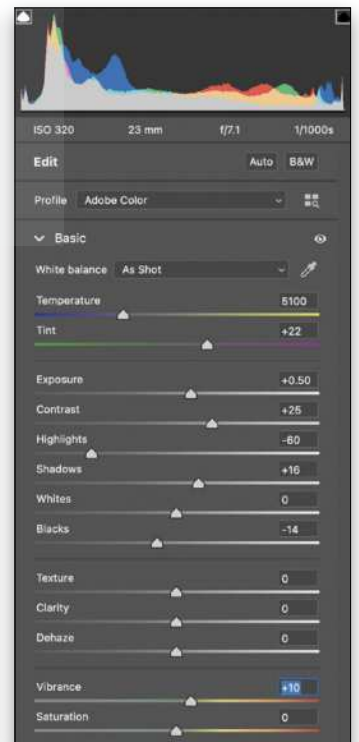 ISO 320 23 mm f/7.1 1/1000s
Edit Auto B&W
Profile Adobe Color
Basic
White balance As Shot
Temperature 5100
Tint +22
Exposure +0.50
Contrast +25
Highlights -60
Shadows +16
Whites 0
Blacks -14
Texture 0
Clarity 0
Dehaze 0
Vibrance +10
Saturation 0